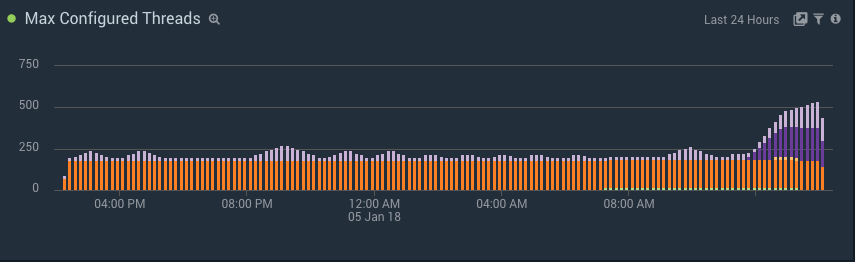 Max Configured Threads
Last 24 Hours
750
500
250
0
04:00 PM
08:00 PM
12:00 AM
05 Jan 18
04:00 AM
08:00 AM